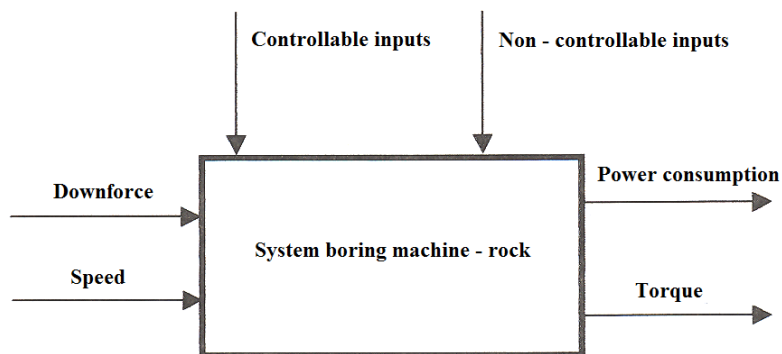 Controllable inputs
Non - controllable inputs
Downforce
Power consumption
System boring machine - rock
Speed
Torque